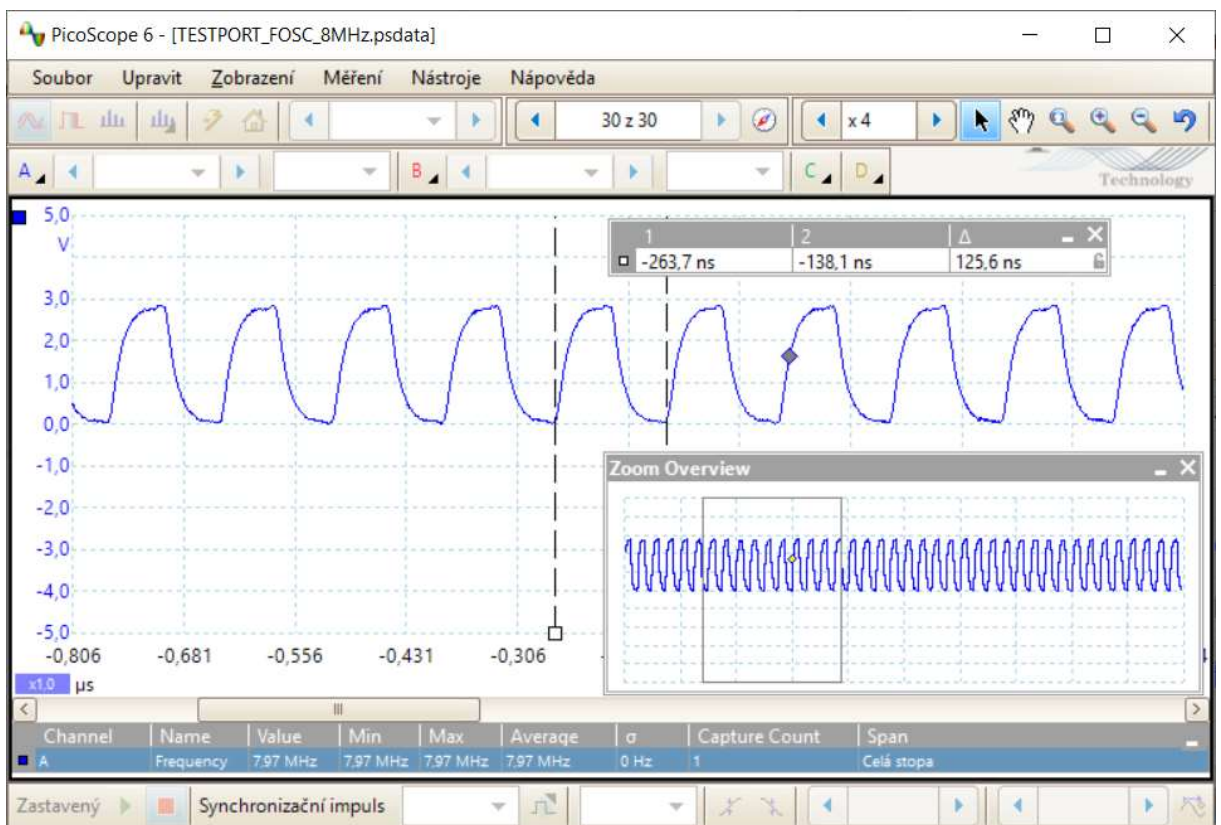 PicoScope 6 - [TESTPORT_FOSC_8MHz.psdata]
Soubor Upravit Zobrazení Měření Nástroje Nápověda
30 z 30 x 4
A B C D
Technology
5,0
V
3,0
2,0
1,0
0,0
-1,0
-2,0
-3,0
-4,0
-5,0
1 2 Δ
-263,7 ns -138,1 ns 125,6 ns
Zoom Overview
-0,806 -0,681 -0,556 -0,431 -0,306
x1,0 µs
Channel Name Value Min Max Average σ Capture Count Span
A Frequency 7,97 MHz 7,97 MHz 7,97 MHz 7,97 MHz 0 Hz 1 Celá stopa
Zastavený Synchronizační impuls